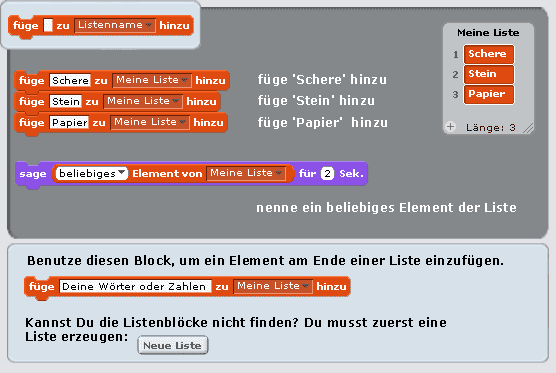 füge zu Listenname hinzu
Meine Liste
1 Schere
2 Stein
3 Papier
+ Länge: 3
füge Schere zu Meine Liste hinzu füge 'Schere' hinzu
füge Stein zu Meine Liste hinzu füge 'Stein' hinzu
füge Papier zu Meine Liste hinzu füge 'Papier' hinzu
sage beliebiges Element von Meine Liste für 2 Sek.
nenne ein beliebiges Element der Liste
Benutze diesen Block, um ein Element am Ende einer Liste einzufügen.
füge Deine Wörter oder Zahlen zu Meine Liste hinzu
Kannst Du die Listenblöcke nicht finden? Du musst zuerst eine
Liste erzeugen: Neue Liste